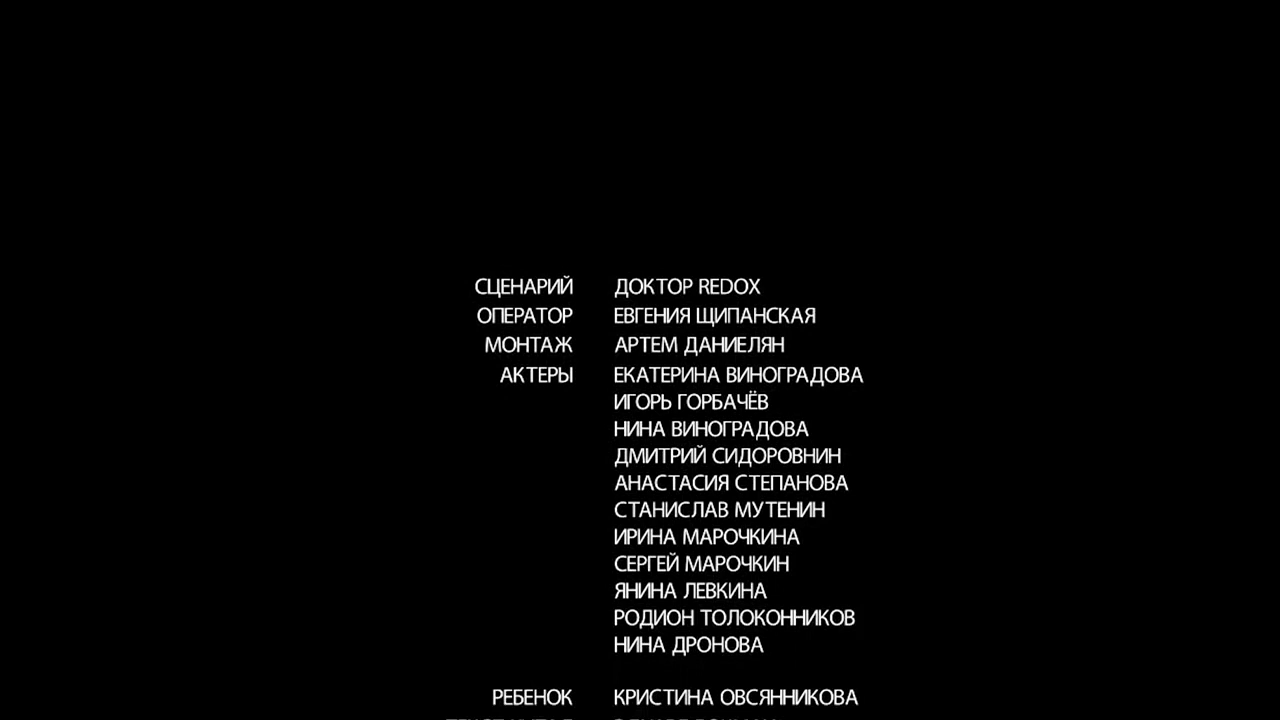 СЦЕНАРИЙ ДОКТОР REDOX
ОПЕРАТОР ЕВГЕНИЯ ЩИПАНСКАЯ
МОНТАЖ АРТЕМ ДАНИЕЛЯН
АКТЕРЫ ЕКАТЕРИНА ВИНОГРАДОВА
ИГОРЬ ГОРБАЧЁВ
НИНА ВИНОГРАДОВА
ДМИТРИЙ СИДОРОВНИН
АНАСТАСИЯ СТЕПАНОВА
СТАНИСЛАВ МУТЕНИН
ИРИНА МАРОЧКИНА
СЕРГЕЙ МАРОЧКИН
ЯНИНА ЛЕВКИНА
РОДИОН ТОЛОКОННИКОВ
НИНА ДРОНОВА
РЕБЕНОК КРИСТИНА ОВСЯННИКОВА